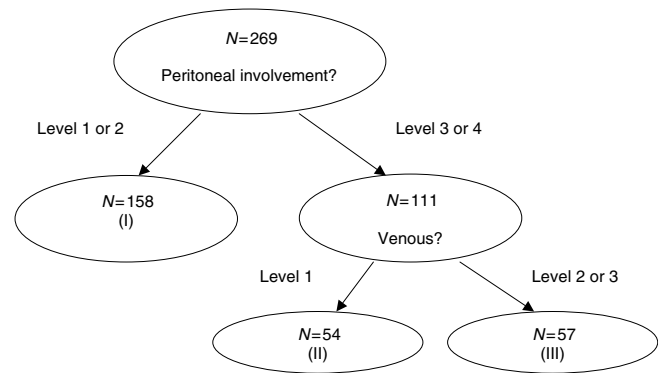 N=269
Peritoneal involvement?
Level 1 or 2
Level 3 or 4
N=158
(I)
N=111
Venous?
Level 1
Level 2 or 3
N=54
(II)
N=57
(III)